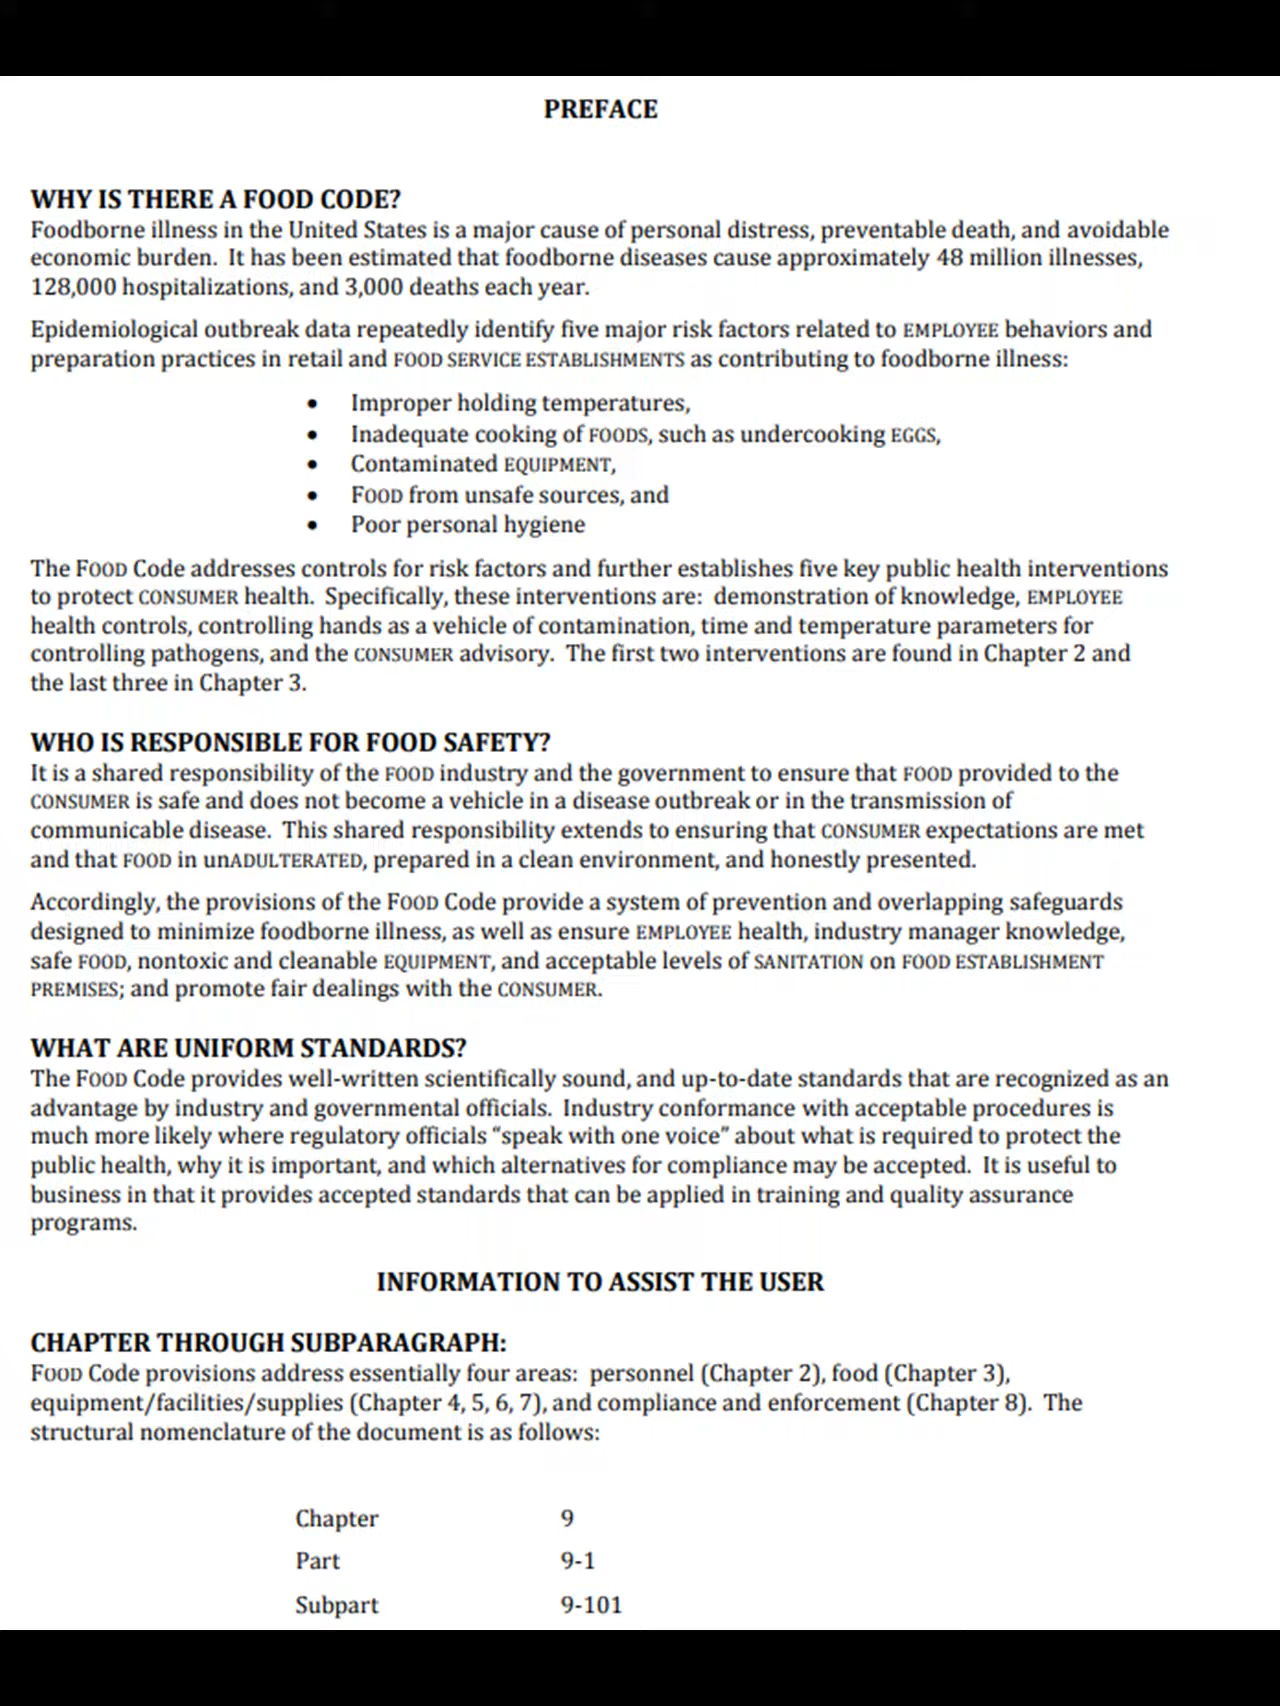 PREFACE
WHY IS THERE A FOOD CODE?
Foodborne illness in the United States is a major cause of personal distress, preventable death, and avoidable
economic burden.  It has been estimated that foodborne diseases cause approximately 48 million illnesses,
128,000 hospitalizations, and 3,000 deaths each year.
Epidemiological outbreak data repeatedly identify five major risk factors related to EMPLOYEE behaviors and
preparation practices in retail and FOOD SERVICE ESTABLISHMENTS as contributing to foodborne illness:
• Improper holding temperatures,
• Inadequate cooking of FOODS, such as undercooking EGGS,
• Contaminated EQUIPMENT,
• FOOD from unsafe sources, and
• Poor personal hygiene
The FOOD Code addresses controls for risk factors and further establishes five key public health interventions
to protect CONSUMER health.  Specifically, these interventions are:  demonstration of knowledge, EMPLOYEE
health controls, controlling hands as a vehicle of contamination, time and temperature parameters for
controlling pathogens, and the CONSUMER advisory.  The first two interventions are found in Chapter 2 and
the last three in Chapter 3.
WHO IS RESPONSIBLE FOR FOOD SAFETY?
It is a shared responsibility of the FOOD industry and the government to ensure that FOOD provided to the
CONSUMER is safe and does not become a vehicle in a disease outbreak or in the transmission of
communicable disease.  This shared responsibility extends to ensuring that CONSUMER expectations are met
and that FOOD in unADULTERATED, prepared in a clean environment, and honestly presented.
Accordingly, the provisions of the FOOD Code provide a system of prevention and overlapping safeguards
designed to minimize foodborne illness, as well as ensure EMPLOYEE health, industry manager knowledge,
safe FOOD, nontoxic and cleanable EQUIPMENT, and acceptable levels of SANITATION on FOOD ESTABLISHMENT
PREMISES; and promote fair dealings with the CONSUMER.
WHAT ARE UNIFORM STANDARDS?
The FOOD Code provides well-written scientifically sound, and up-to-date standards that are recognized as an
advantage by industry and governmental officials.  Industry conformance with acceptable procedures is
much more likely where regulatory officials “speak with one voice” about what is required to protect the
public health, why it is important, and which alternatives for compliance may be accepted.  It is useful to
business in that it provides accepted standards that can be applied in training and quality assurance
programs.
INFORMATION TO ASSIST THE USER
CHAPTER THROUGH SUBPARAGRAPH:
FOOD Code provisions address essentially four areas:  personnel (Chapter 2), food (Chapter 3),
equipment/facilities/supplies (Chapter 4, 5, 6, 7), and compliance and enforcement (Chapter 8).  The
structural nomenclature of the document is as follows:
Chapter 9
Part 9-1
Subpart 9-101